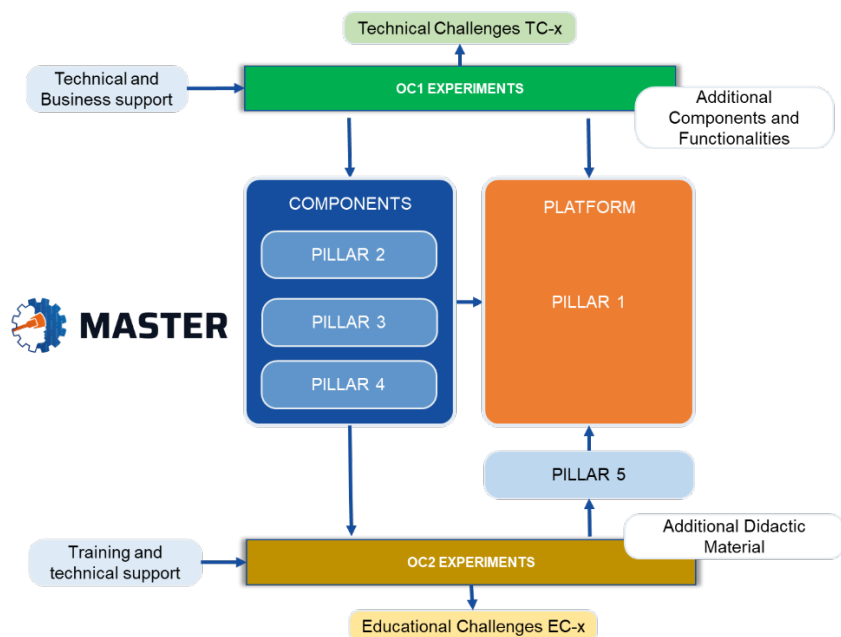 Technical Challenges TC-x
Technical and
Business support
OC1 EXPERIMENTS
Additional
Components and
Functionalities
COMPONENTS
PILLAR 2
PILLAR 3
PILLAR 4
PLATFORM
PILLAR 1
MASTER
PILLAR 5
Additional Didactic
Material
Training and
technical support
OC2 EXPERIMENTS
Educational Challenges EC-x